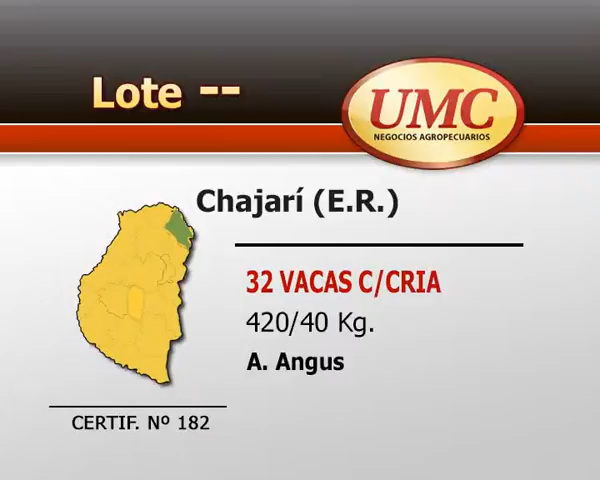 Lote --
UMC
NEGOCIOS AGROPECUARIOS
Chajarí (E.R.)
32 VACAS C/CRIA
420/40 Kg.
A. Angus
CERTIF. Nº 182